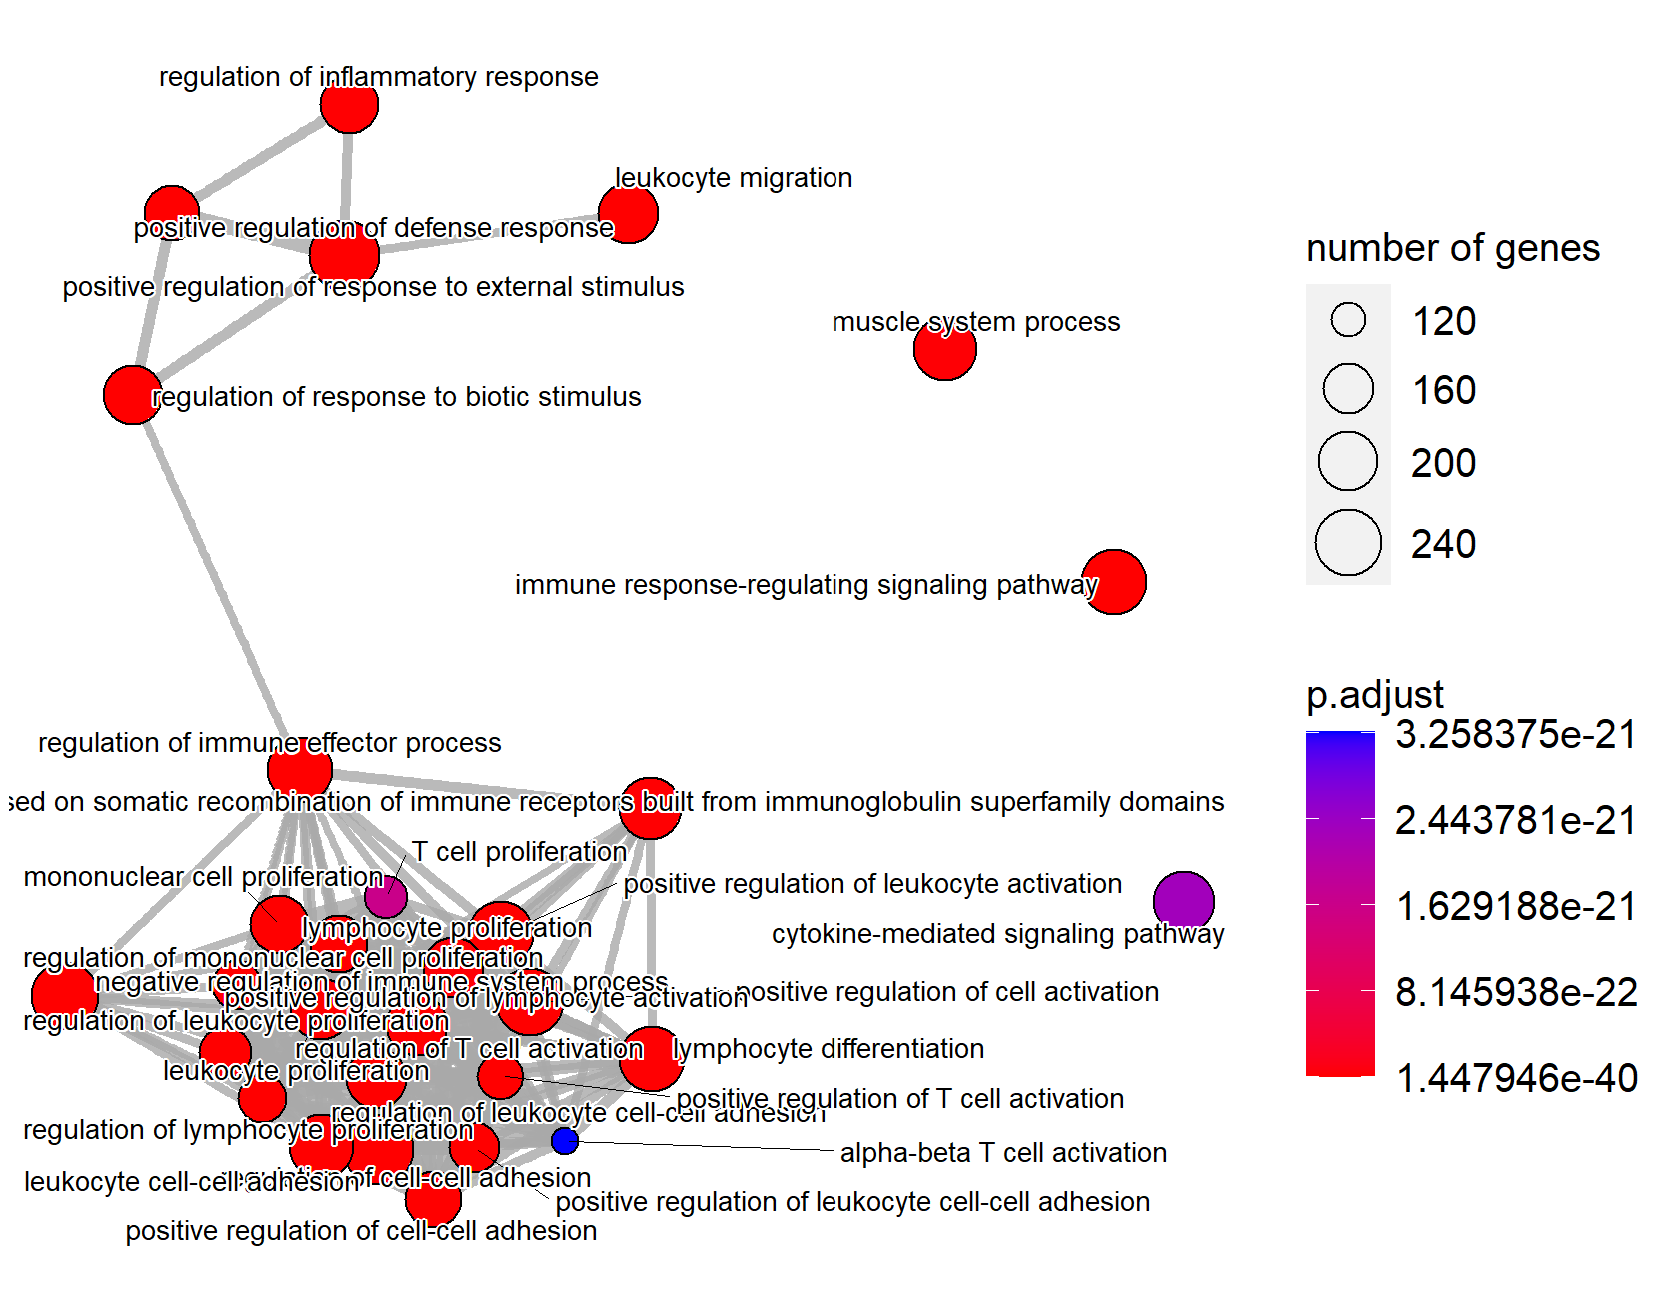 regulation of inflammatory response
leukocyte migration
positive regulation of defense response
positive regulation of response to external stimulus
muscle system process
regulation of response to biotic stimulus
immune response-regulating signaling pathway
regulation of immune effector process
sed on somatic recombination of immune receptors built from immunoglobulin superfamily domains
T cell proliferation
mononuclear cell proliferation
positive regulation of leukocyte activation
lymphocyte proliferation
cytokine-mediated signaling pathway
regulation of mononuclear cell proliferation
negative regulation of immune system process
positive regulation of lymphocyte activation
positive regulation of cell activation
regulation of leukocyte proliferation
regulation of T cell activation
lymphocyte differentiation
leukocyte proliferation
positive regulation of T cell activation
regulation of leukocyte cell-cell adhesion
regulation of lymphocyte proliferation
alpha-beta T cell activation
regulation of cell-cell adhesion
leukocyte cell-cell adhesion
positive regulation of leukocyte cell-cell adhesion
positive regulation of cell-cell adhesion
number of genes
120
160
200
240
p.adjust
3.258375e-21
2.443781e-21
1.629188e-21
8.145938e-22
1.447946e-40